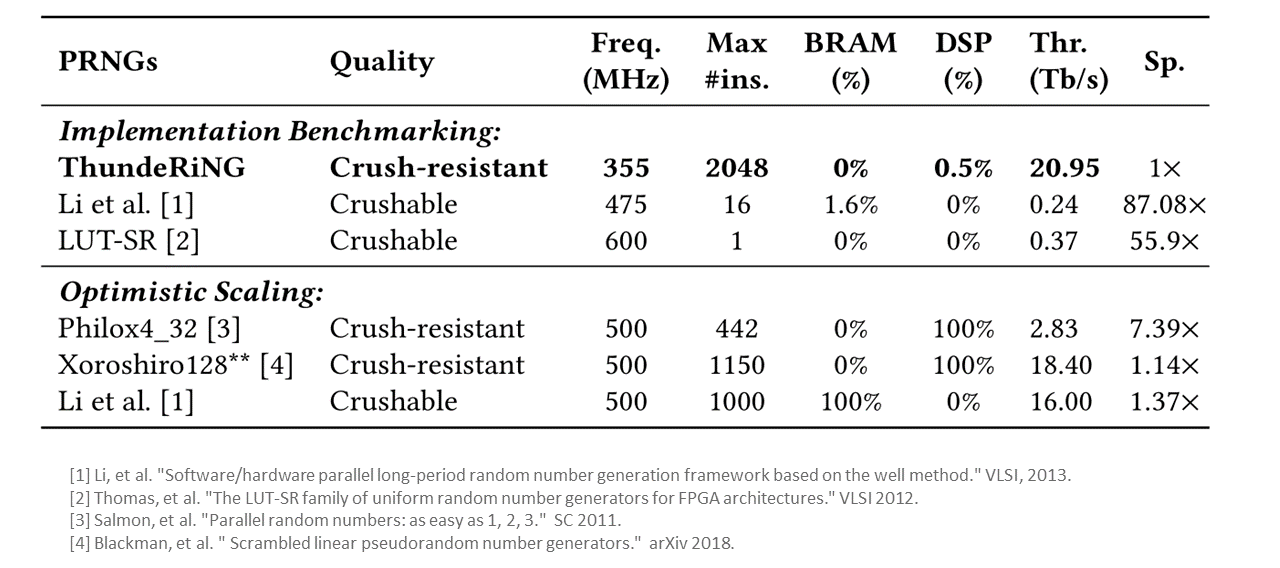 PRNGs Quality Freq. (MHz) Max #ins. BRAM (%) DSP (%) Thr. (Tb/s) Sp.
Implementation Benchmarking:
ThundeRiNG Crush-resistant 355 2048 0% 0.5% 20.95 1×
Li et al. [1] Crushable 475 16 1.6% 0% 0.24 87.08×
LUT-SR [2] Crushable 600 1 0% 0% 0.37 55.9×
Optimistic Scaling:
Philox4_32 [3] Crush-resistant 500 442 0% 100% 2.83 7.39×
Xoroshiro128** [4] Crush-resistant 500 1150 0% 100% 18.40 1.14×
Li et al. [1] Crushable 500 1000 100% 0% 16.00 1.37×
[1] Li, et al. "Software/hardware parallel long-period random number generation framework based on the well method." VLSI, 2013.
[2] Thomas, et al. "The LUT-SR family of uniform random number generators for FPGA architectures." VLSI 2012.
[3] Salmon, et al. "Parallel random numbers: as easy as 1, 2, 3." SC 2011.
[4] Blackman, et al. " Scrambled linear pseudorandom number generators." arXiv 2018.